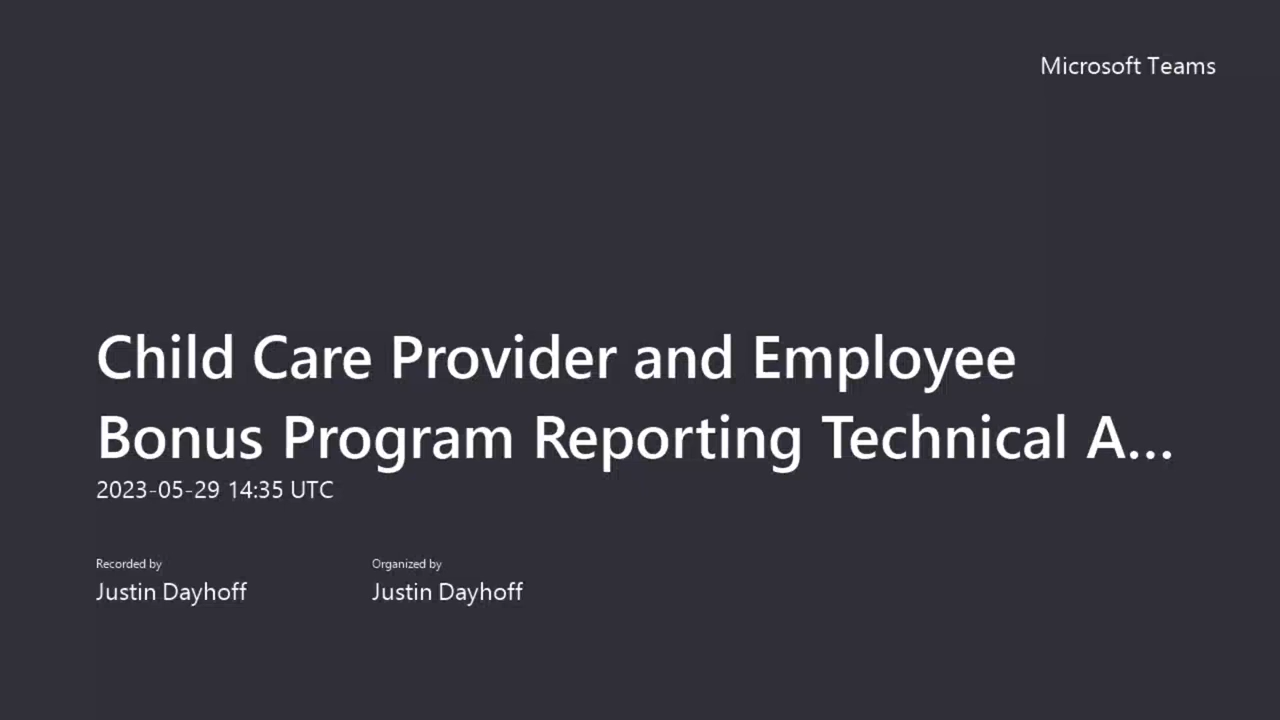 Microsoft Teams
Child Care Provider and Employee
Bonus Program Reporting Technical A...
2023-05-29 14:35 UTC
Recorded by
Organized by
Justin Dayhoff
Justin Dayhoff